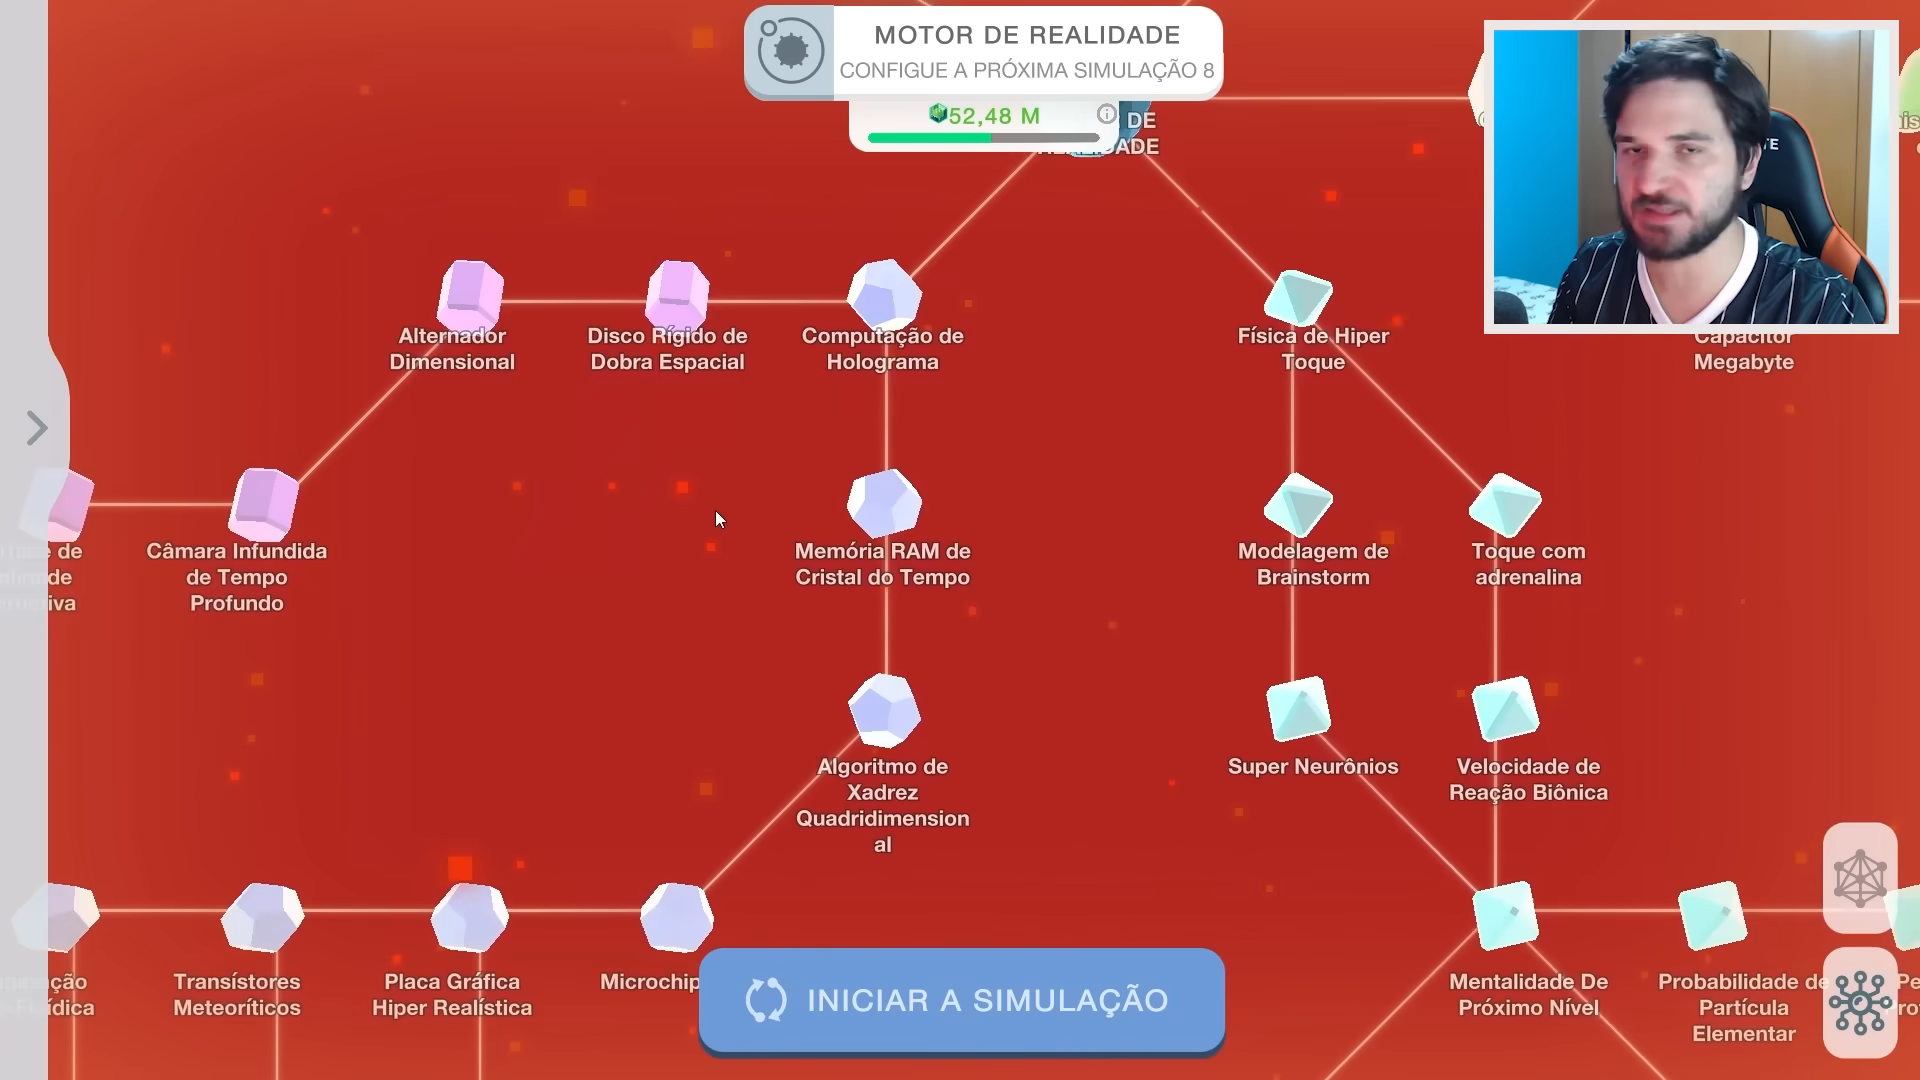 MOTOR DE REALIDADE
CONFIGUE A PRÓXIMA SIMULAÇÃO 8
52,48 M
DE
Alternador
Dimensional
Disco Rígido de
Dobra Espacial
Computação de
Holograma
Física de Hiper
Toque
Capacitor
Megabyte
Câmara Infundida
de Tempo
Profundo
Memória RAM de
Cristal do Tempo
Modelagem de
Brainstorm
Toque com
adrenalina
Algoritmo de
Xadrez
Quadridimension
al
Super Neurônios
Velocidade de
Reação Biônica
Transístores
Meteoríticos
Placa Gráfica
Hiper Realística
Microchip
Mentalidade De
Próximo Nível
Probabilidade de
Partícula
Elementar
INICIAR A SIMULAÇÃO